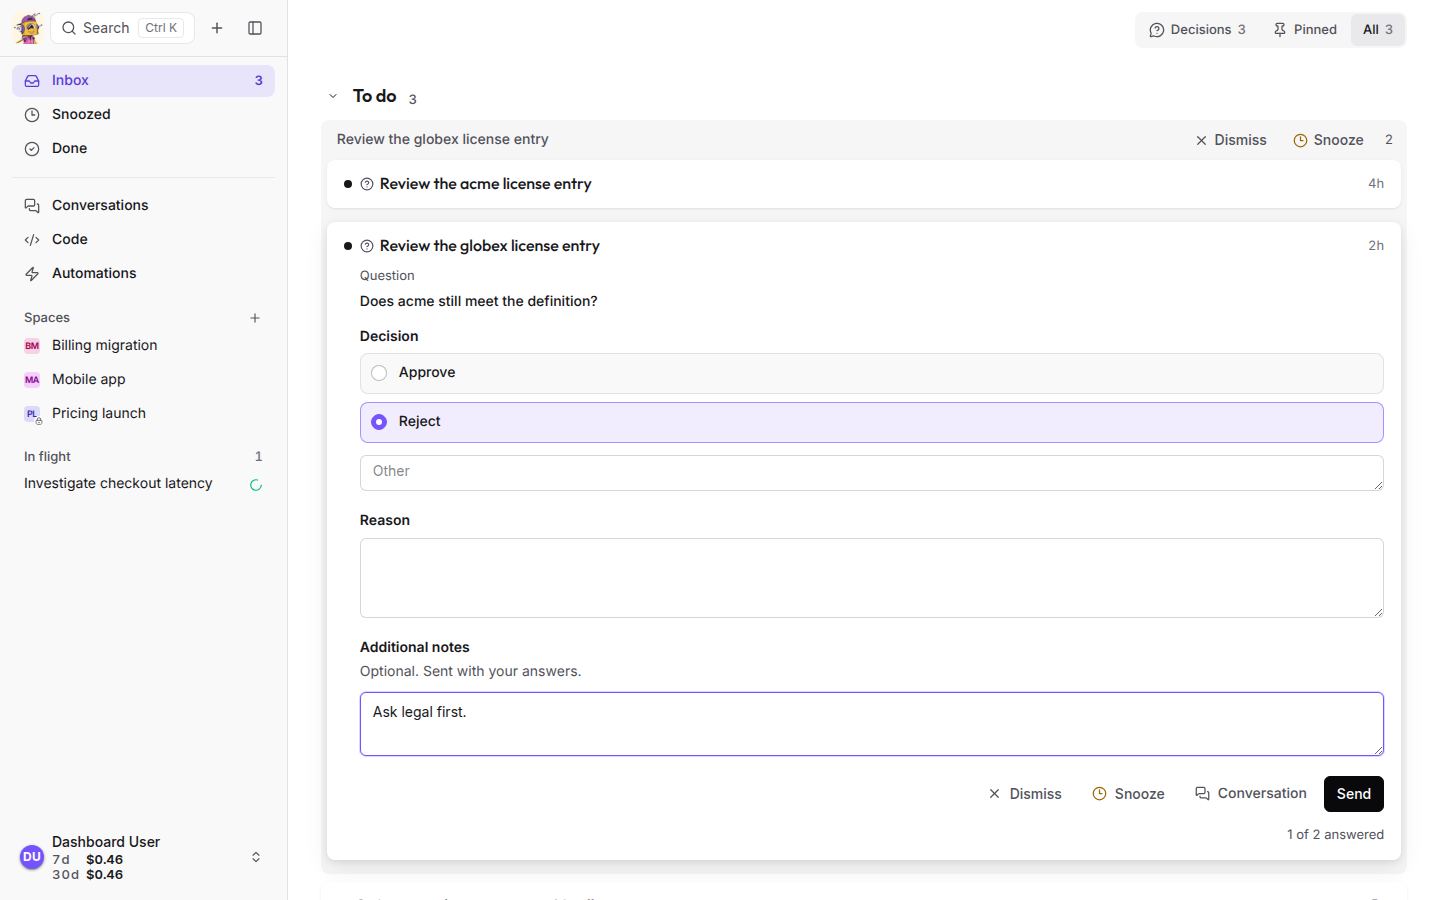 Search Ctrl K
Inbox 3
Snoozed
Done
Conversations
Code
Automations
Spaces
BM Billing migration
MA Mobile app
PL Pricing launch
In flight 1
Investigate checkout latency
DU Dashboard User
7d $0.46
30d $0.46
Decisions 3 Pinned All 3
To do 3
Review the globex license entry Dismiss Snooze 2
Review the acme license entry 4h
Review the globex license entry 2h
Question
Does acme still meet the definition?
Decision
Approve
Reject
Other
Reason
Additional notes
Optional. Sent with your answers.
Ask legal first.
Dismiss Snooze Conversation Send
1 of 2 answered